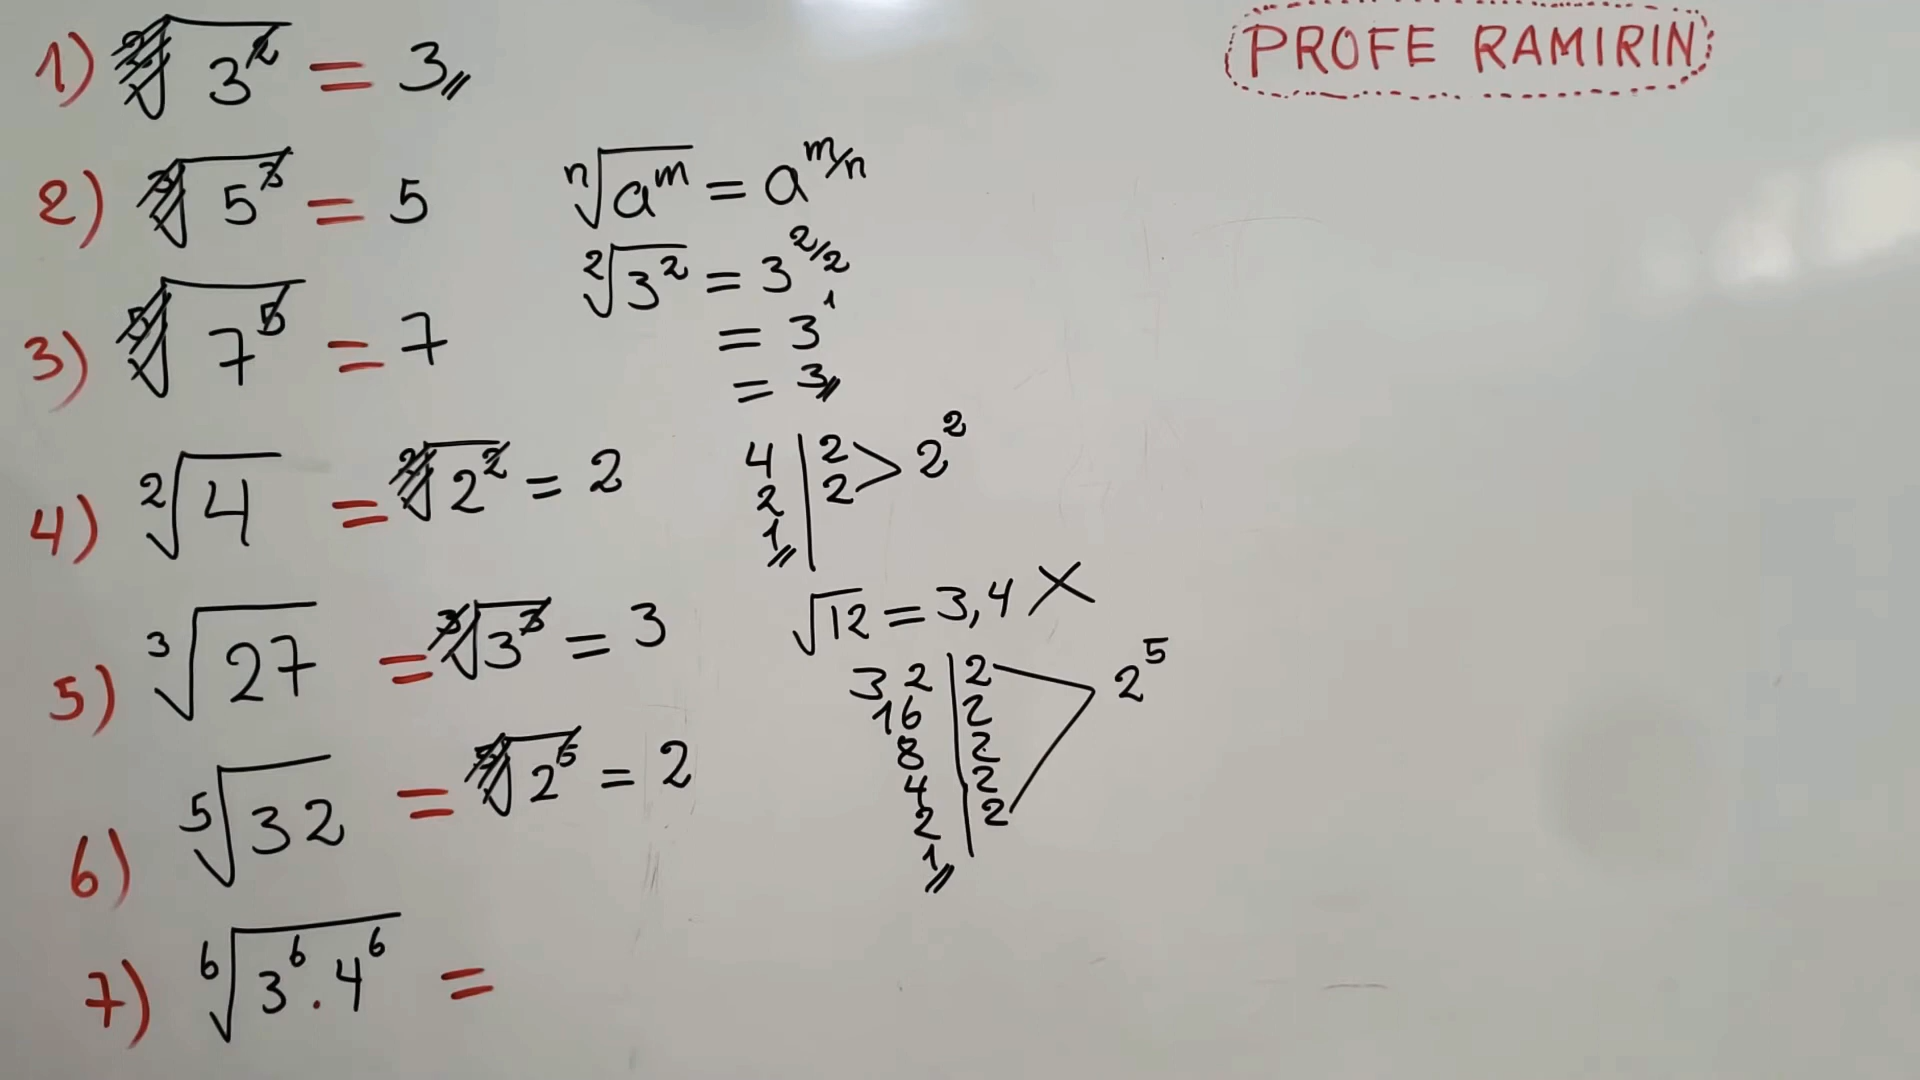 PROFE RAMIRIN
1) ²√3² = 3
2) ³√5³ = 5
3) ⁵√7⁵ = 7
4) ²√4 = ²√2² = 2
5) ³√27 = ³√3³ = 3
6) ⁵√32 = ⁵√2⁵ = 2
7) ⁶√3⁶ . 4⁶ =
ⁿ√aᵐ = a^m/n
²√3² = 3^2/2
= 3¹
= 3
4 | 2 2²
2 | 2
1
√12 = 3,4 X
32 | 2 2⁵
16 | 2
8 | 2
4 | 2
2 | 2
1